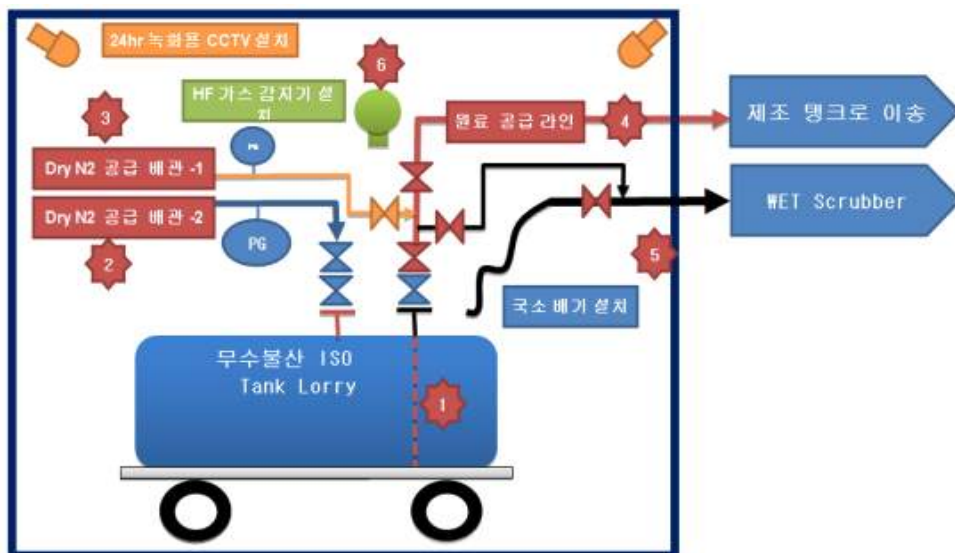 24hr 녹화용 CCTV 설치
6
HF 가스 감지기 설
치
3
원료 공급 라인
4
제조 탱크로 이송
Dry N2 공급 배관 -1
Dry N2 공급 배관 -2
PG
WET Scrubber
2
5
국소 배기 설치
무수불산 ISO
Tank Lorry
1